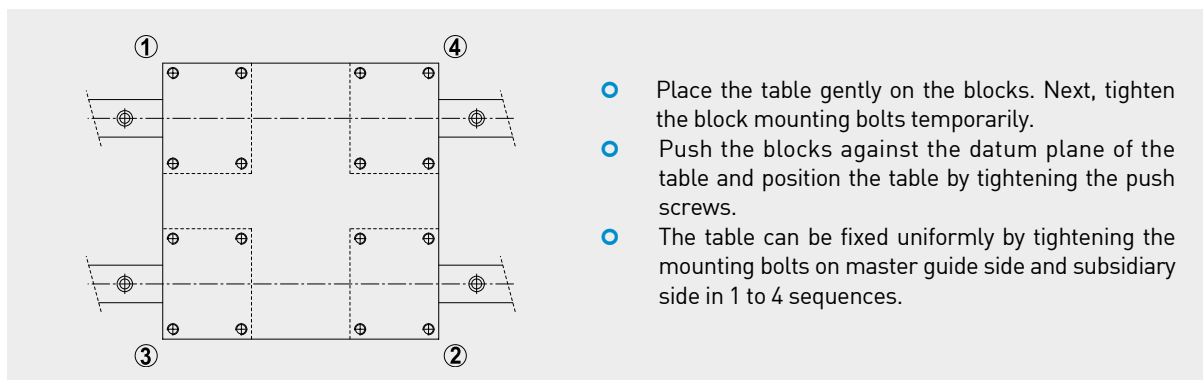 ① ④
③ ②
Place the table gently on the blocks. Next, tighten
the block mounting bolts temporarily.
Push the blocks against the datum plane of the
table and position the table by tightening the push
screws.
The table can be fixed uniformly by tightening the
mounting bolts on master guide side and subsidiary
side in 1 to 4 sequences.